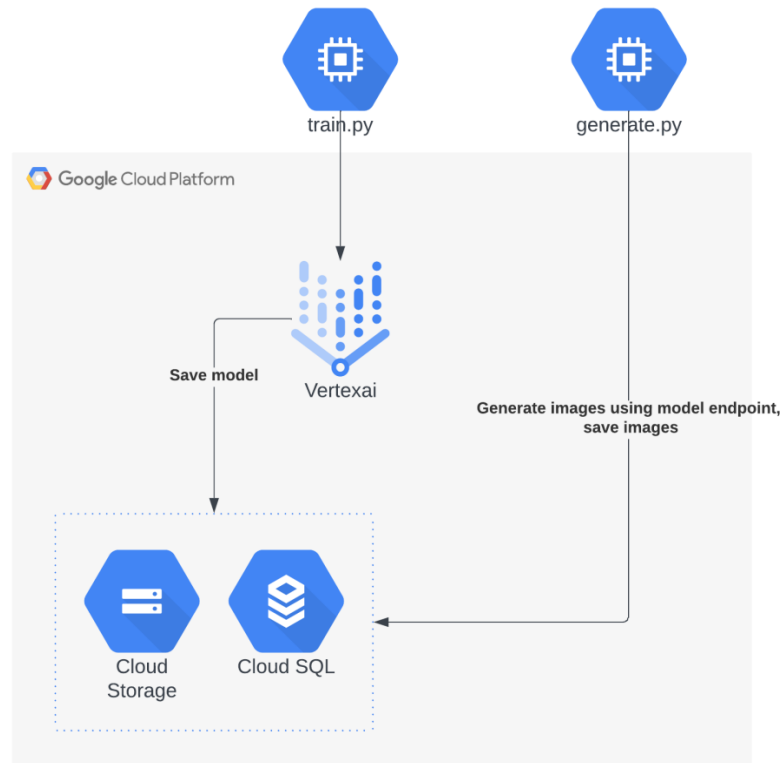 train.py
generate.py
Google Cloud Platform
Vertexai
Save model
Generate images using model endpoint,
save images
Cloud
Storage
Cloud SQL